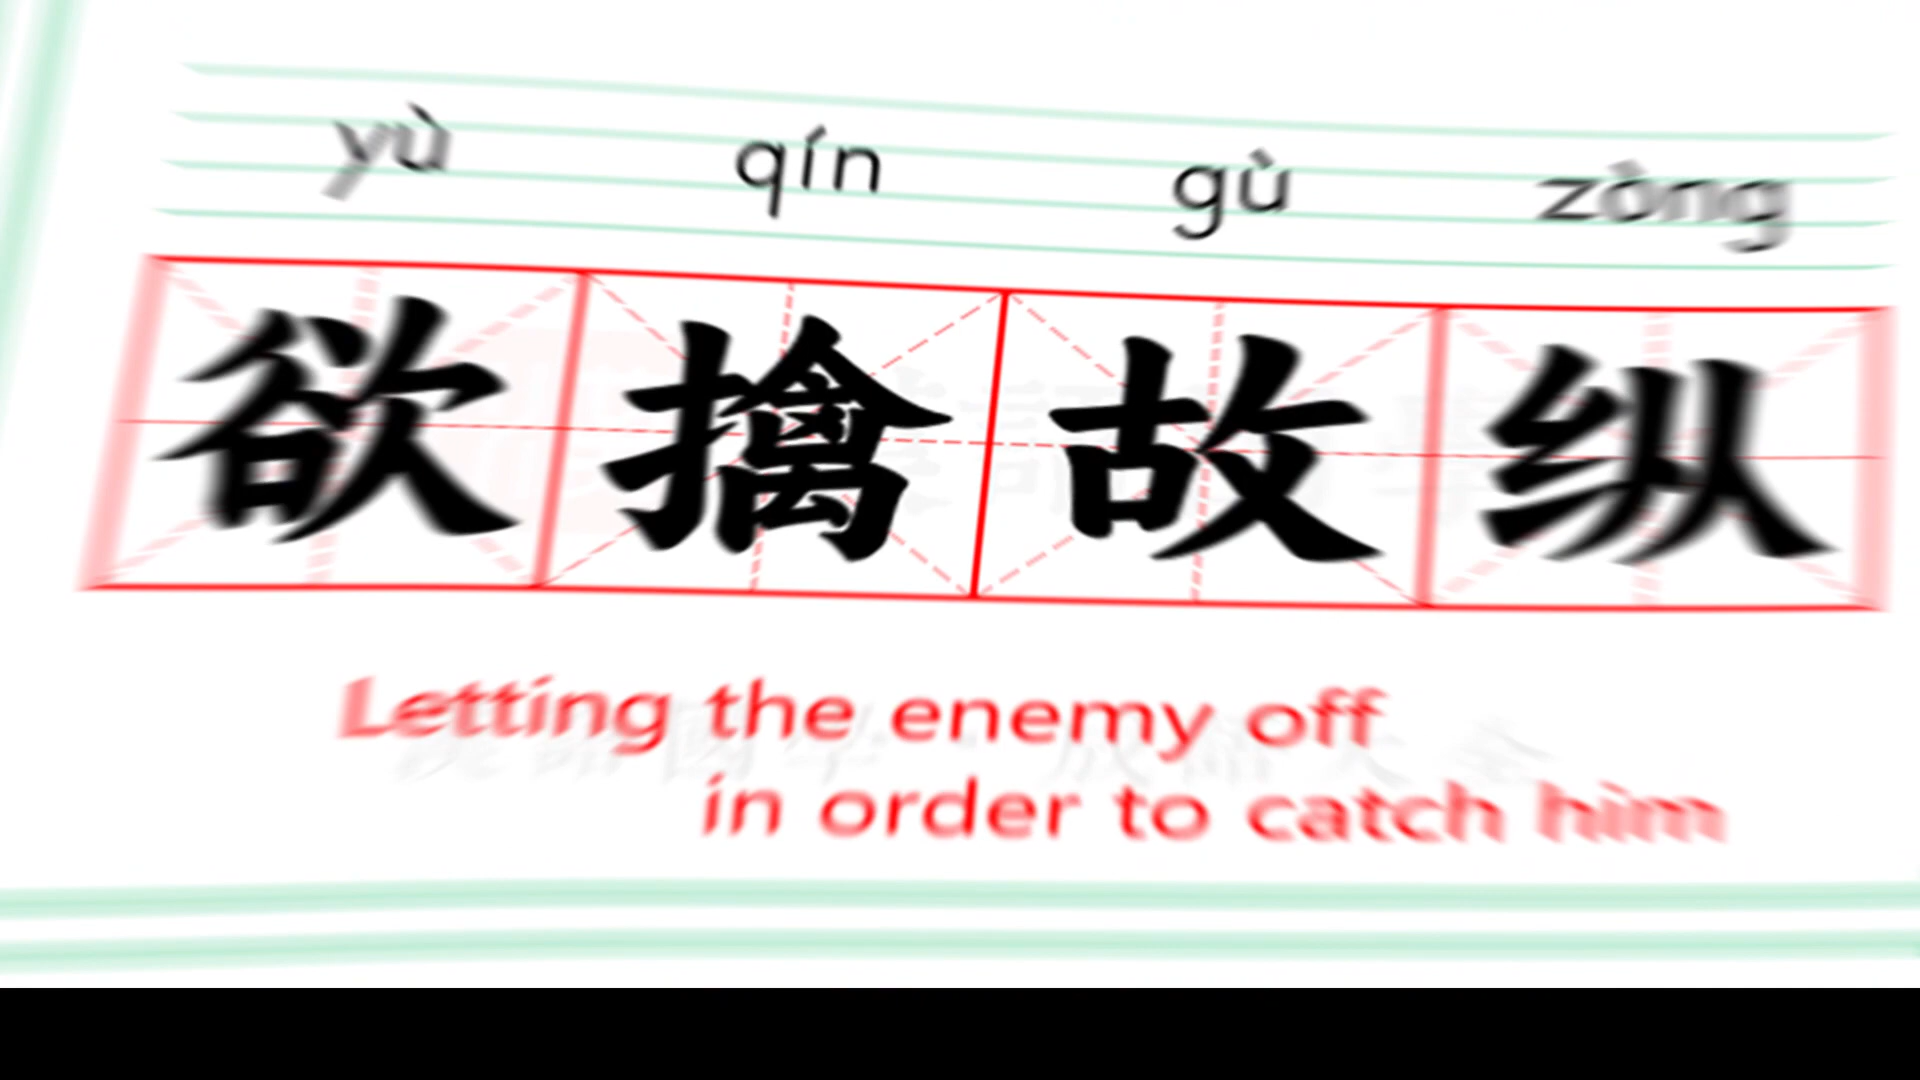 yù qín gù zòng
欲擒故纵
Letting the enemy off
in order to catch him